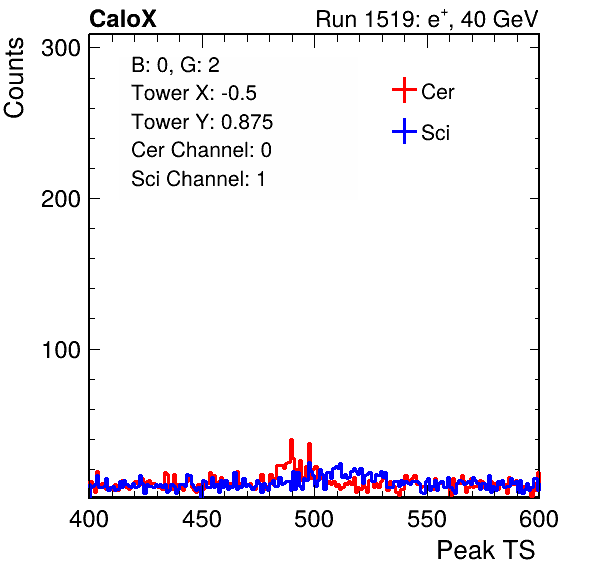 CaloX
Run 1519: e+, 40 GeV
Counts
B: 0, G: 2
Tower X: -0.5
Tower Y: 0.875
Cer Channel: 0
Sci Channel: 1
Cer
Sci
300
200
100
400 450 500 550 600
Peak TS